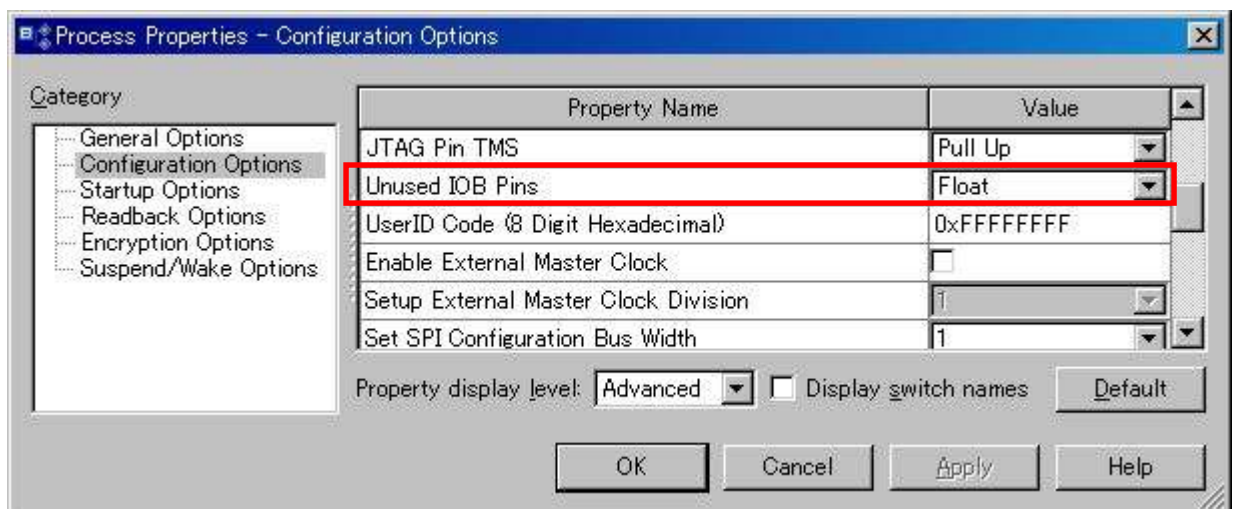 Process Properties - Configuration Options
Category
General Options
Configuration Options
Startup Options
Readback Options
Encryption Options
Suspend/Wake Options
Property Name Value
JTAG Pin TMS Pull Up
Unused IOB Pins Float
UserID Code (8 Digit Hexadecimal) 0xFFFFFFFF
Enable External Master Clock
Setup External Master Clock Division 1
Set SPI Configuration Bus Width 1
Property display level: Advanced Display switch names Default
OK Cancel Apply Help